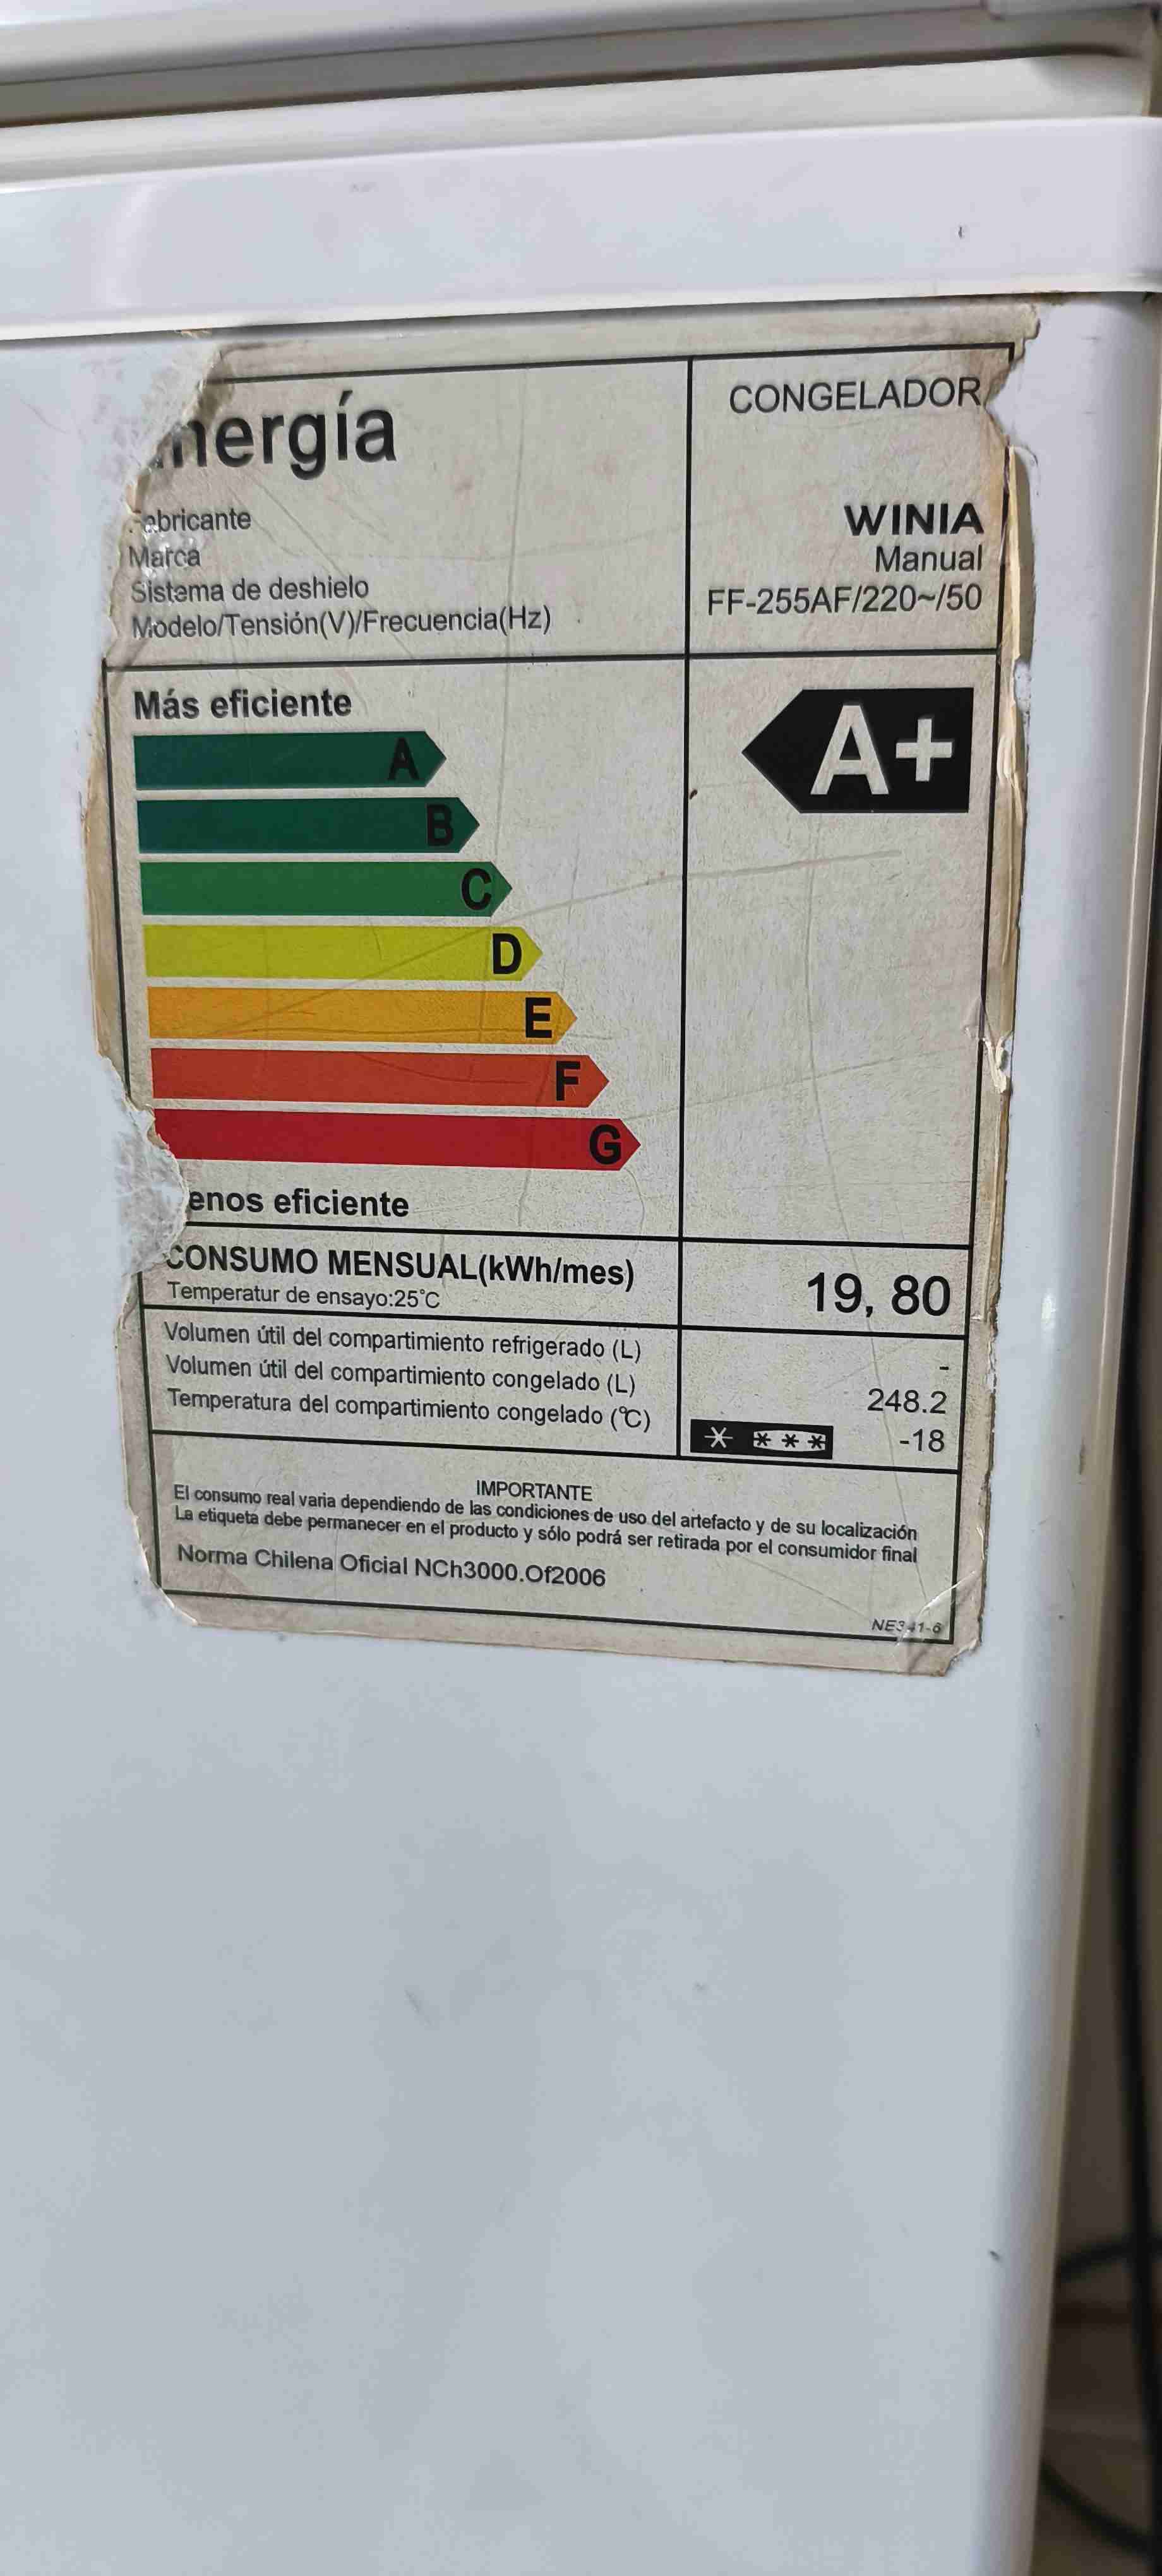 nergía
CONGELADOR
Fabricante
Marca
WINIA
Sistema de deshielo
Manual
Modelo/Tensión(V)/Frecuencia(Hz)
FF-255AF/220~/50
Más eficiente
A
A+
B
C
D
E
F
G
enos eficiente
CONSUMO MENSUAL(kWh/mes)
19, 80
Temperatur de ensayo:25°C
Volumen útil del compartimiento refrigerado (L)
-
Volumen útil del compartimiento congelado (L)
248.2
Temperatura del compartimiento congelado (°C)
* *** -18
IMPORTANTE
El consumo real varia dependiendo de las condiciones de uso del artefacto y de su localización
La etiqueta debe permanecer en el producto y sólo podrá ser retirada por el consumidor final
Norma Chilena Oficial NCh3000.Of2006
NE341-6